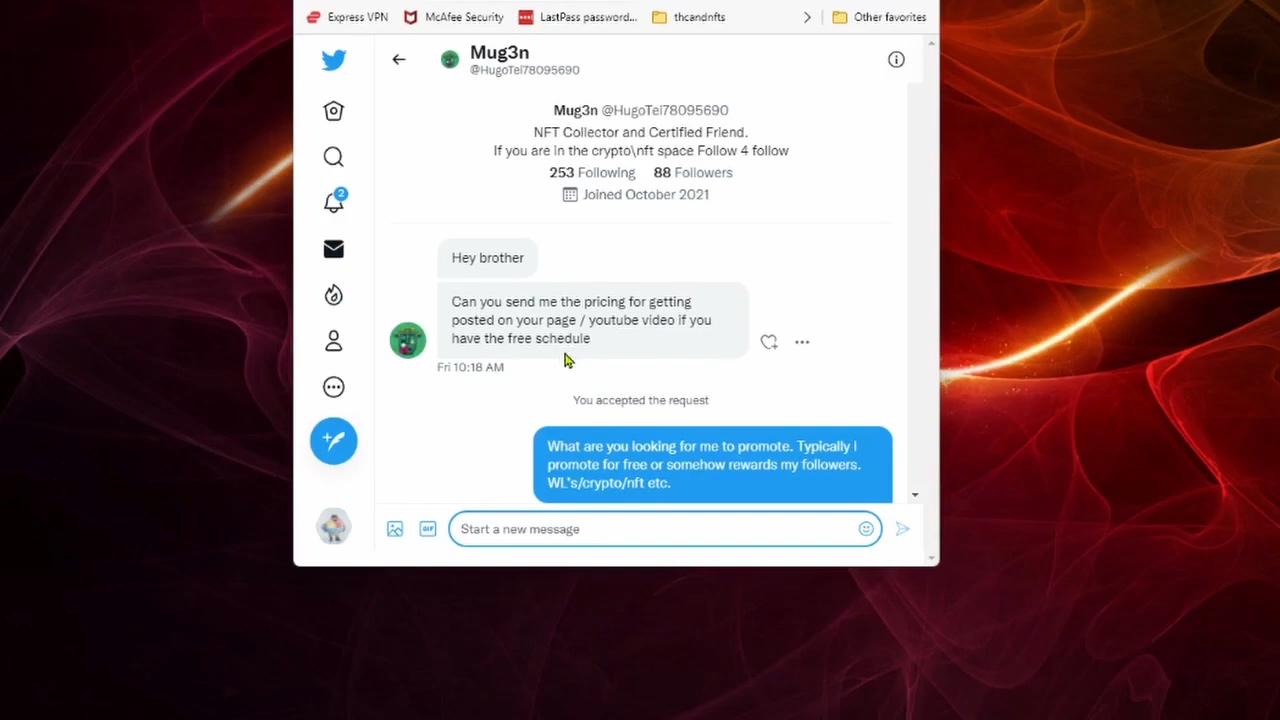 Express VPN McAfee Security LastPass password... thcandnfts Other favorites
Mug3n
@HugoTei78095690
Mug3n @HugoTei78095690
NFT Collector and Certified Friend.
If you are in the crypto\nft space Follow 4 follow
253 Following 88 Followers
Joined October 2021
2
Hey brother
Can you send me the pricing for getting
posted on your page / youtube video if you
have the free schedule
Fri 10:18 AM
You accepted the request
What are you looking for me to promote. Typically I
promote for free or somehow rewards my followers.
WL's/crypto/nft etc.
GIF
Start a new message